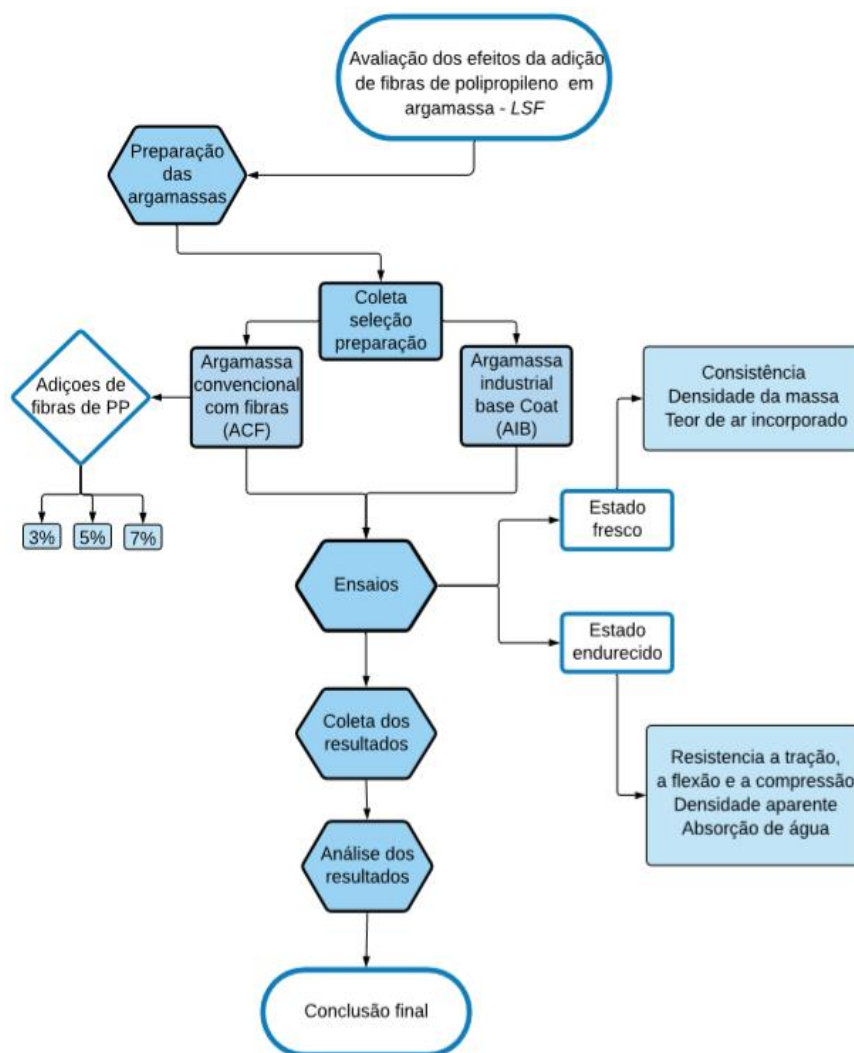 Avaliação dos efeitos da adição
de fibras de polipropileno em
argamassa - LSF
Preparação
das
argamassas
Coleta
seleção
preparação
Adiçoes de
fibras de PP
Argamassa
convencional
com fibras
(ACF)
Argamassa
industrial
base Coat
(AIB)
Consistência
Densidade da massa
Teor de ar incorporado
3%
5%
7%
Estado
fresco
Ensaios
Estado
endurecido
Coleta dos
resultados
Resistencia a tração,
a flexão e a compressão
Densidade aparente
Absorção de água
Análise dos
resultados
Conclusão final